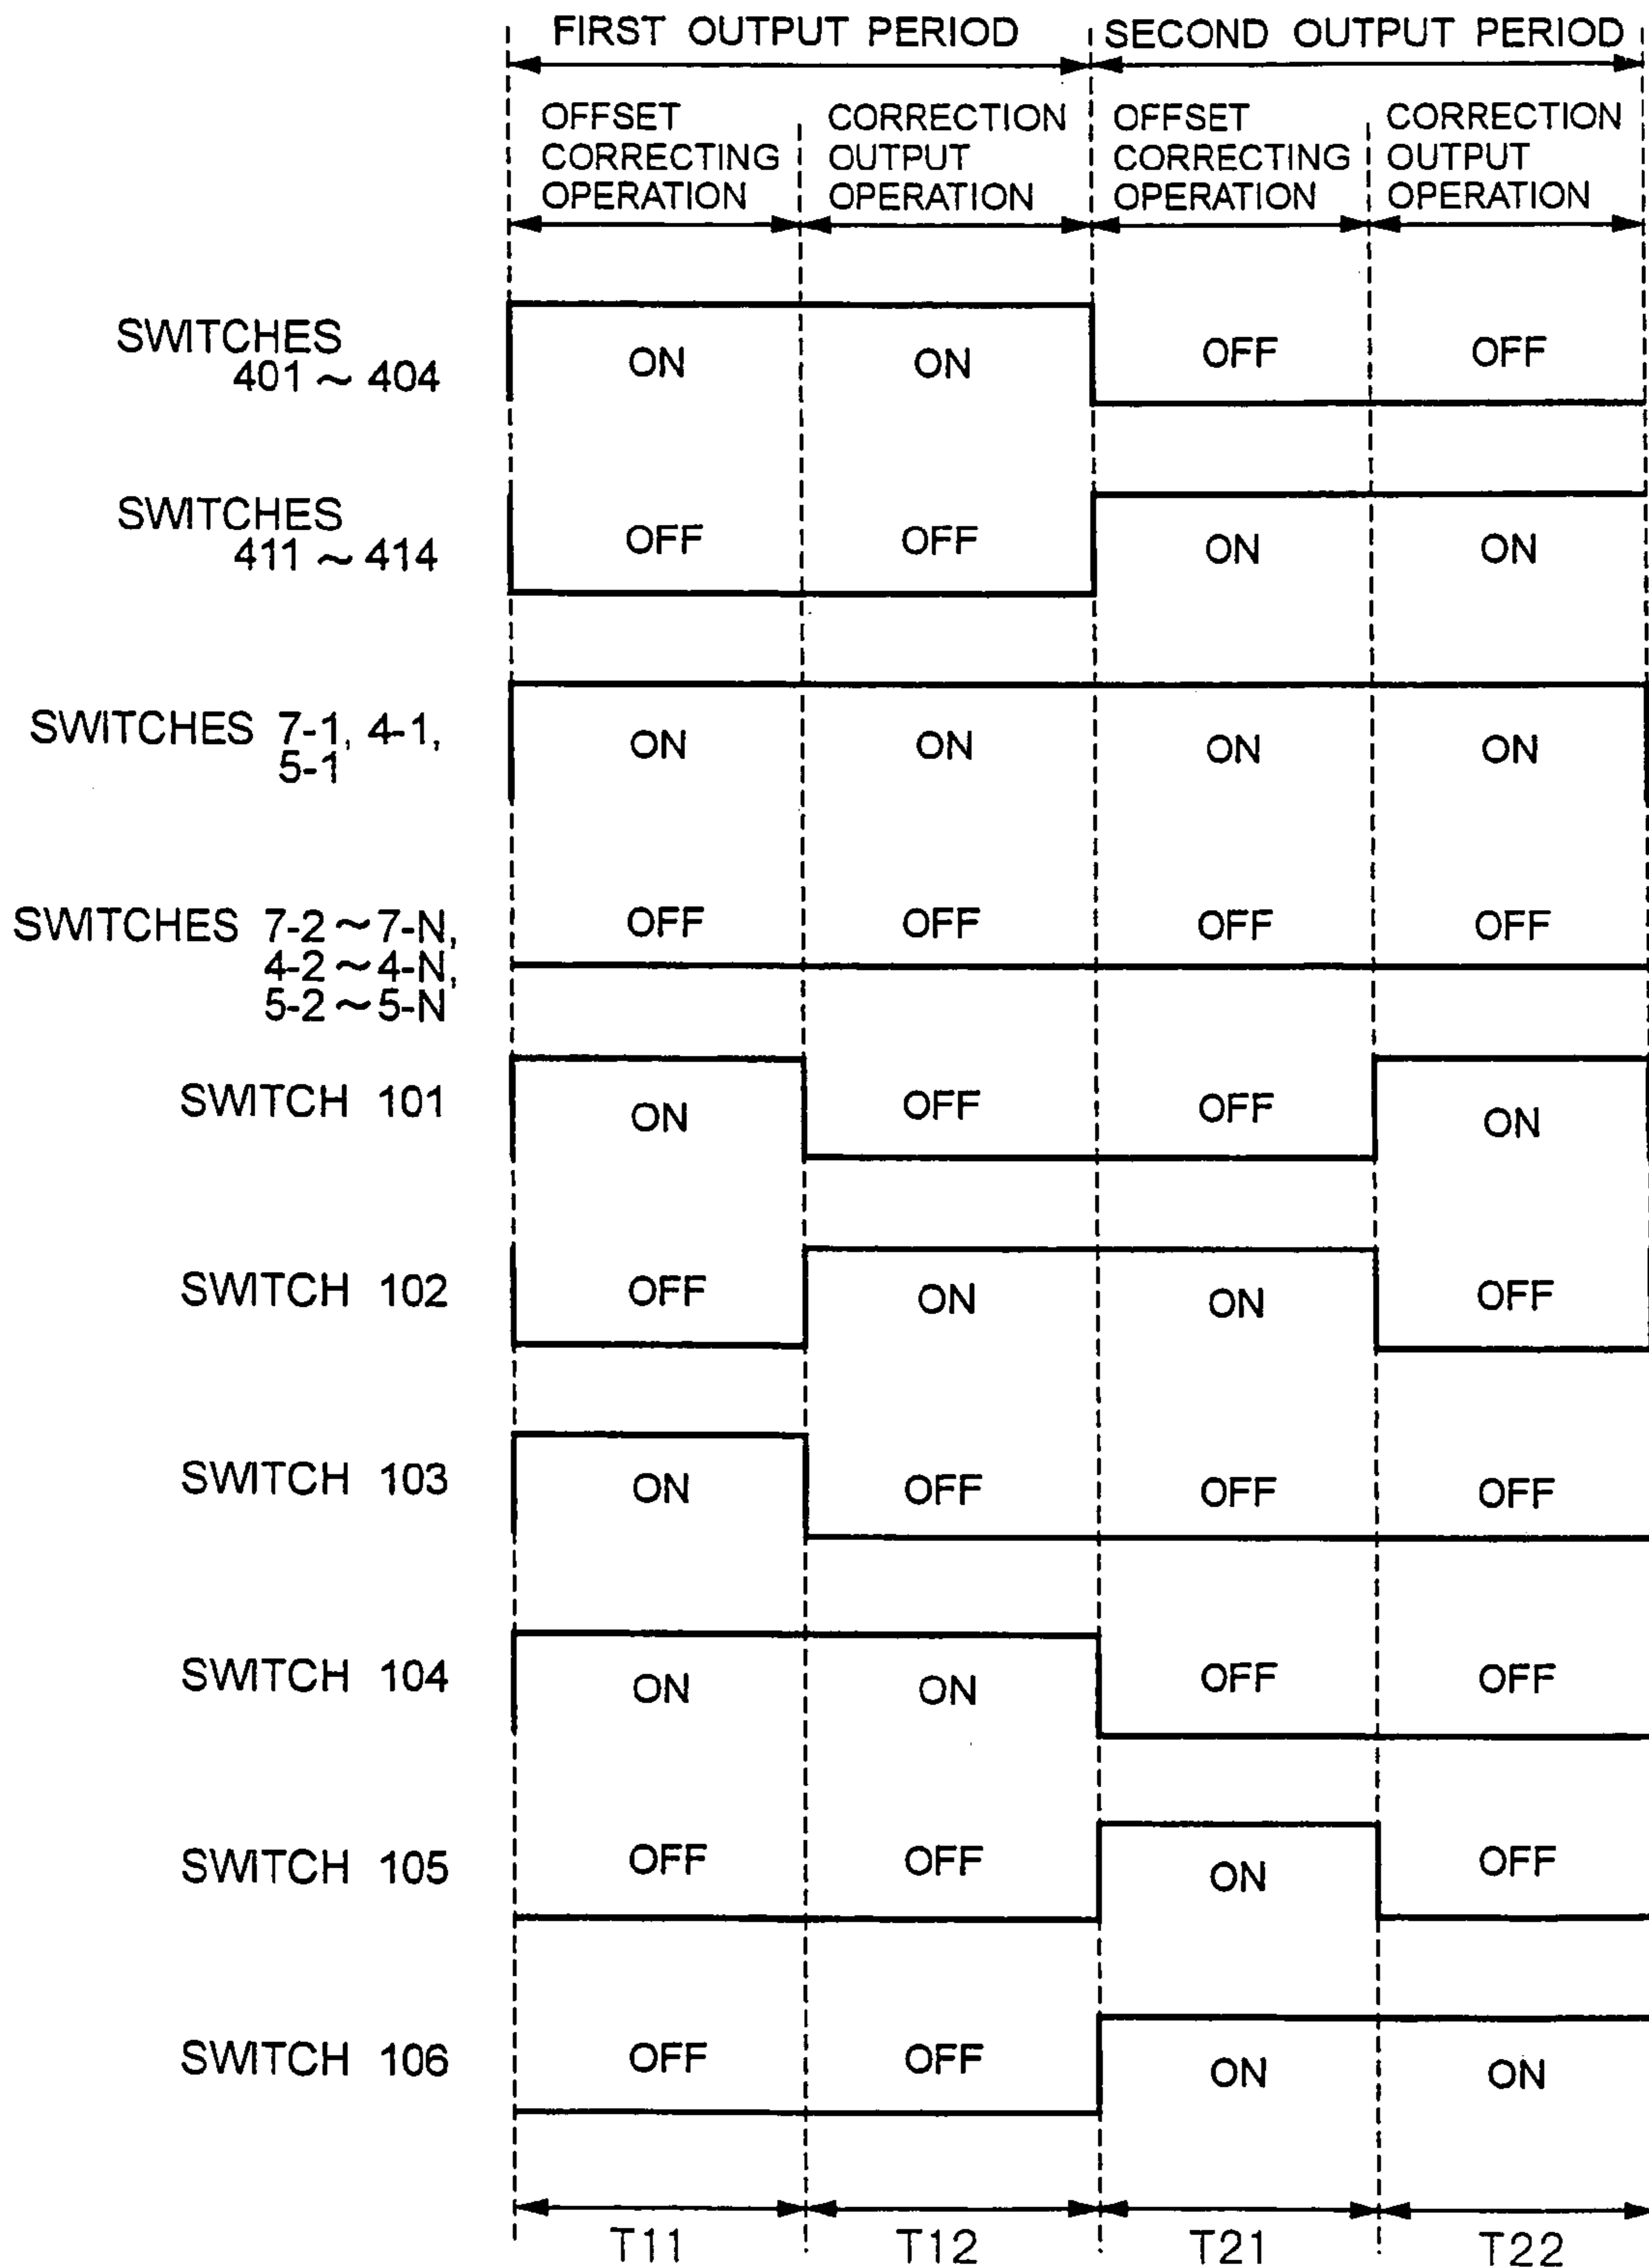 FIRST OUTPUT PERIOD SECOND OUTPUT PERIOD
OFFSET CORRECTION OFFSET CORRECTION
CORRECTING OUTPUT CORRECTING OUTPUT
OPERATION OPERATION OPERATION OPERATION
SWITCHES
401 ~ 404 ON ON OFF OFF
SWITCHES
411 ~ 414 OFF OFF ON ON
SWITCHES 7-1, 4-1, ON ON ON ON
5-1
SWITCHES 7-2 ~ 7-N, OFF OFF OFF OFF
4-2 ~ 4-N,
5-2 ~ 5-N
SWITCH 101 ON OFF OFF ON
SWITCH 102 OFF ON ON OFF
SWITCH 103 ON OFF OFF OFF
SWITCH 104 ON ON OFF OFF
SWITCH 105 OFF OFF ON OFF
SWITCH 106 OFF OFF ON ON
T11 T12 T21 T22